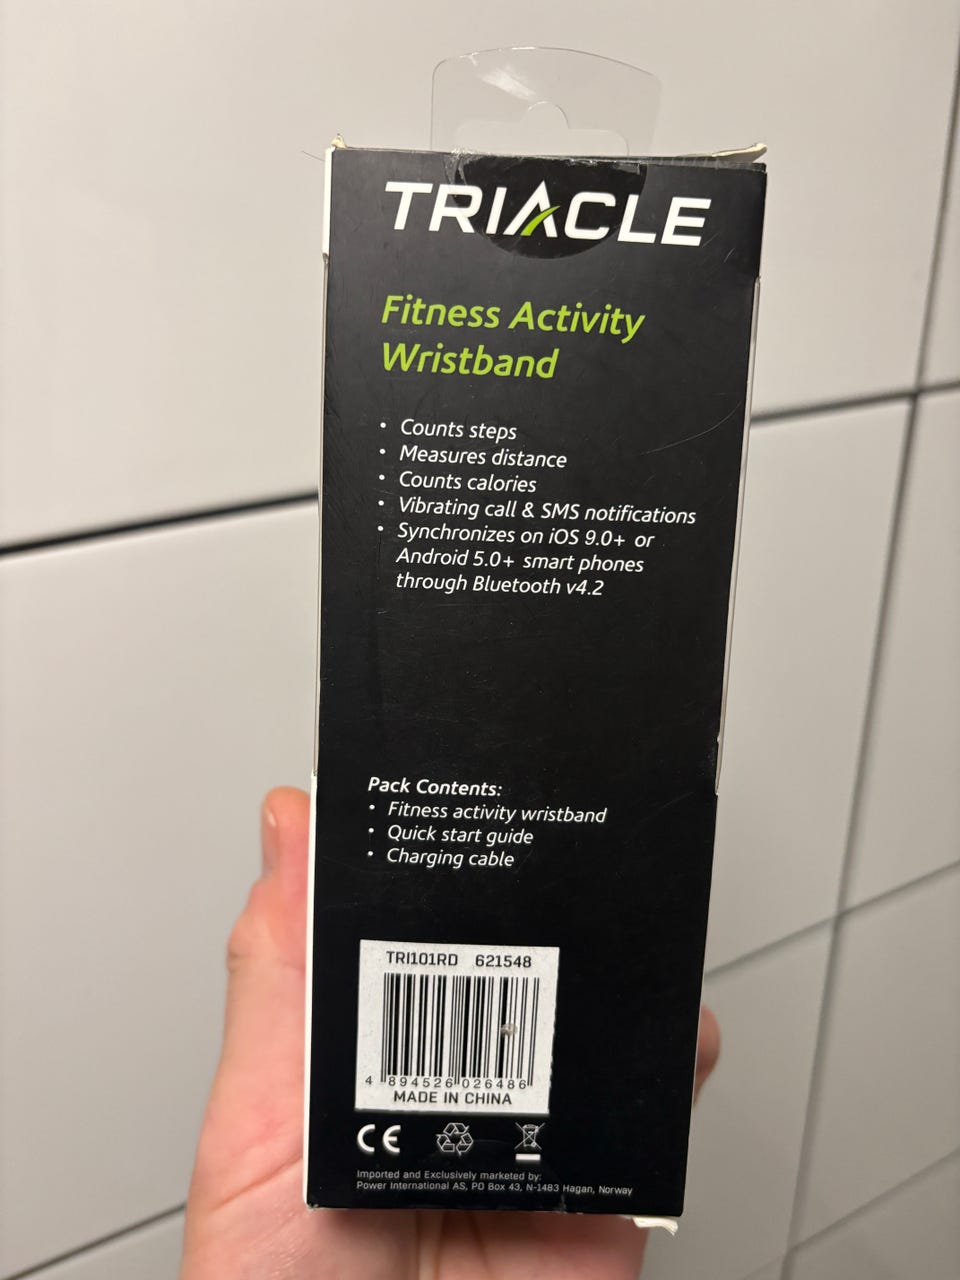 TRIACLE
Fitness Activity
Wristband
• Counts steps
• Measures distance
• Counts calories
• Vibrating call & SMS notifications
• Synchronizes on iOS 9.0+ or
Android 5.0+ smart phones
through Bluetooth v4.2
Pack Contents:
• Fitness activity wristband
• Quick start guide
• Charging cable
TRI101RD 621548
4 894526 026486
MADE IN CHINA
CE
Imported and Exclusively marketed by:
Power International AS, PO Box 43, N-1483 Hagan, Norway